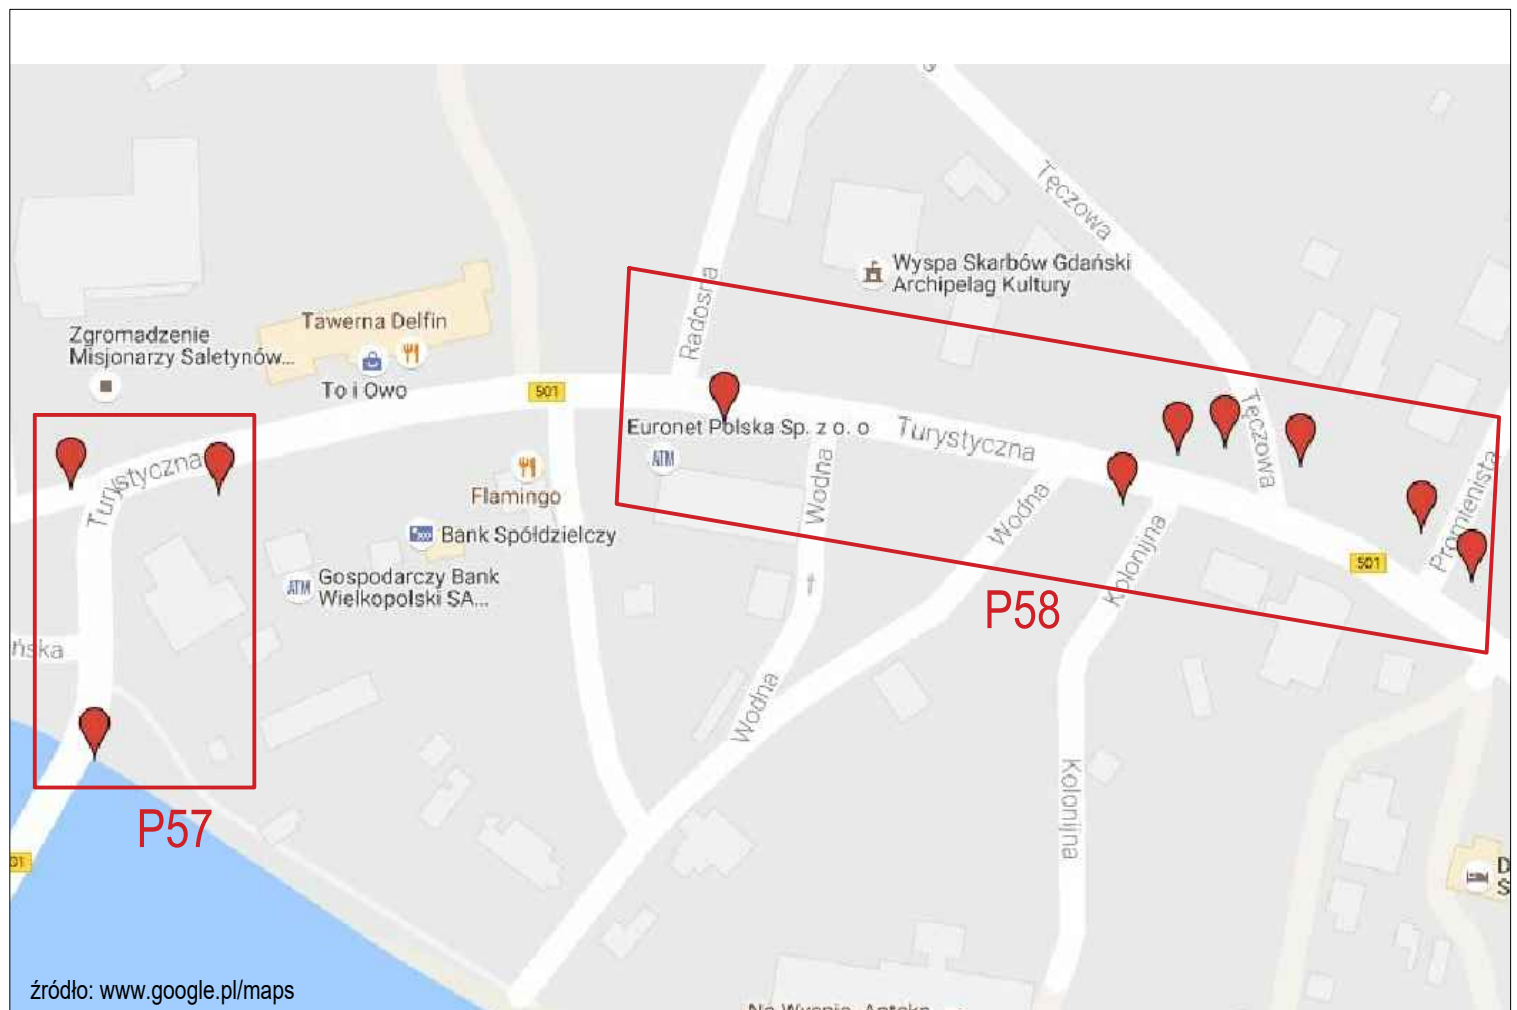 Tęczowa
Wyspa Skarbów Gdański
Archipelag Kultury
Radosna
Tawerna Delfin
Zgromadzenie
Misjonarzy Saletynów...
To i Owo
501
Tęczowa
Euronet Polska Sp. z o. o
Turystyczna
ATM
Turystyczna
Flamingo
Wodna
Wodna
Promienista
Bank Spółdzielczy
Kolonijna
501
ATM
Gospodarczy Bank
Wielkopolski SA...
P58
ńska
Wodna
Kolonijna
P57
01
D
S
źródło: www.google.pl/maps